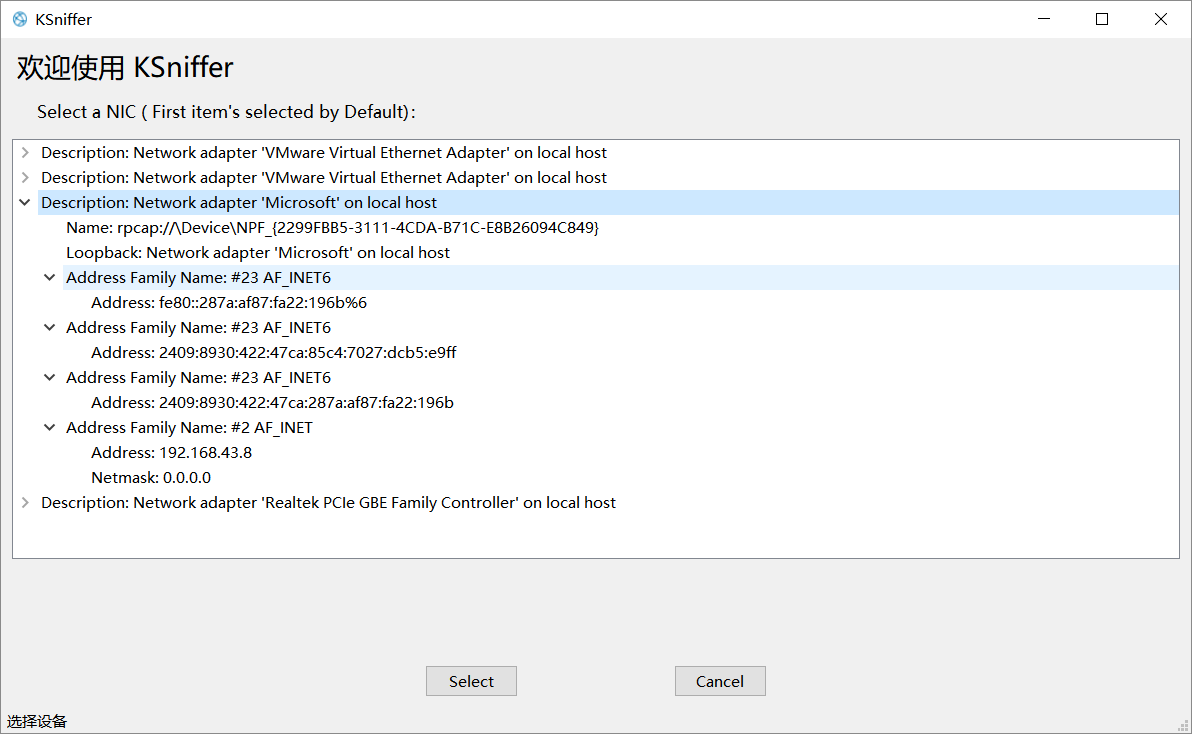 KSniffer
欢迎使用 KSniffer
Select a NIC ( First item's selected by Default):
Description: Network adapter 'VMware Virtual Ethernet Adapter' on local host
Description: Network adapter 'VMware Virtual Ethernet Adapter' on local host
Description: Network adapter 'Microsoft' on local host
Name: rpcap://\Device\NPF_{2299FBB5-3111-4CDA-B71C-E8B26094C849}
Loopback: Network adapter 'Microsoft' on local host
Address Family Name: #23 AF_INET6
Address: fe80::287a:af87:fa22:196b%6
Address Family Name: #23 AF_INET6
Address: 2409:8930:422:47ca:85c4:7027:dcb5:e9ff
Address Family Name: #23 AF_INET6
Address: 2409:8930:422:47ca:287a:af87:fa22:196b
Address Family Name: #2 AF_INET
Address: 192.168.43.8
Netmask: 0.0.0.0
Description: Network adapter 'Realtek PCIe GBE Family Controller' on local host
Select Cancel
选择设备